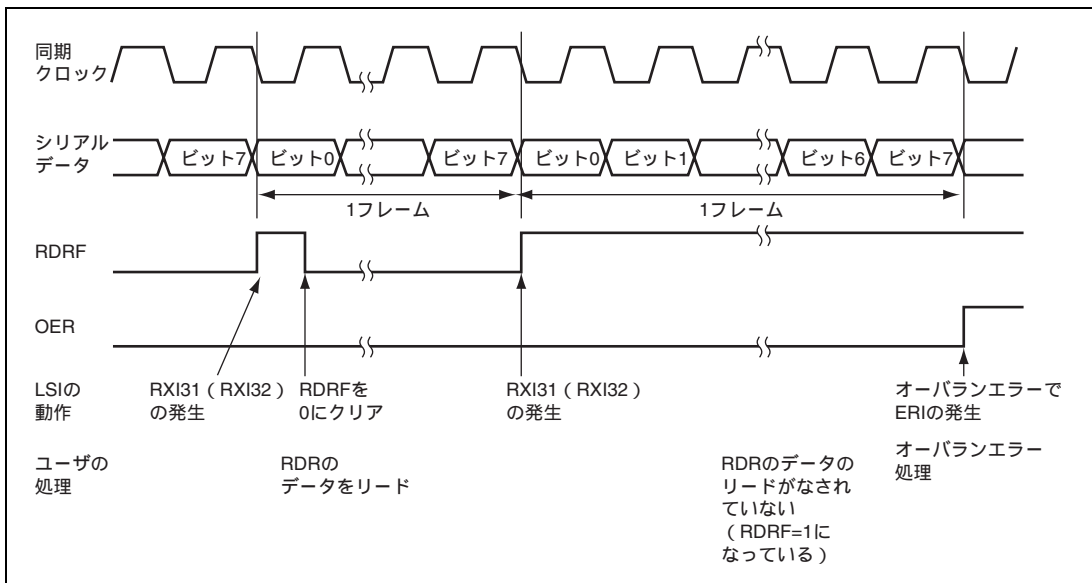 同期
クロック
シリアル
データ
ビット7
ビット0
ビット7
ビット0
ビット1
ビット6
ビット7
1フレーム
1フレーム
RDRF
OER
LSIの
動作
RXI31（RXI32）
の発生
RDRFを
0にクリア
RXI31（RXI32）
の発生
オーバランエラーで
ERIの発生
ユーザの
処理
RDRの
データをリード
RDRのデータの
リードがなされ
ていない
（RDRF=1に
なっている）
オーバランエラー
処理